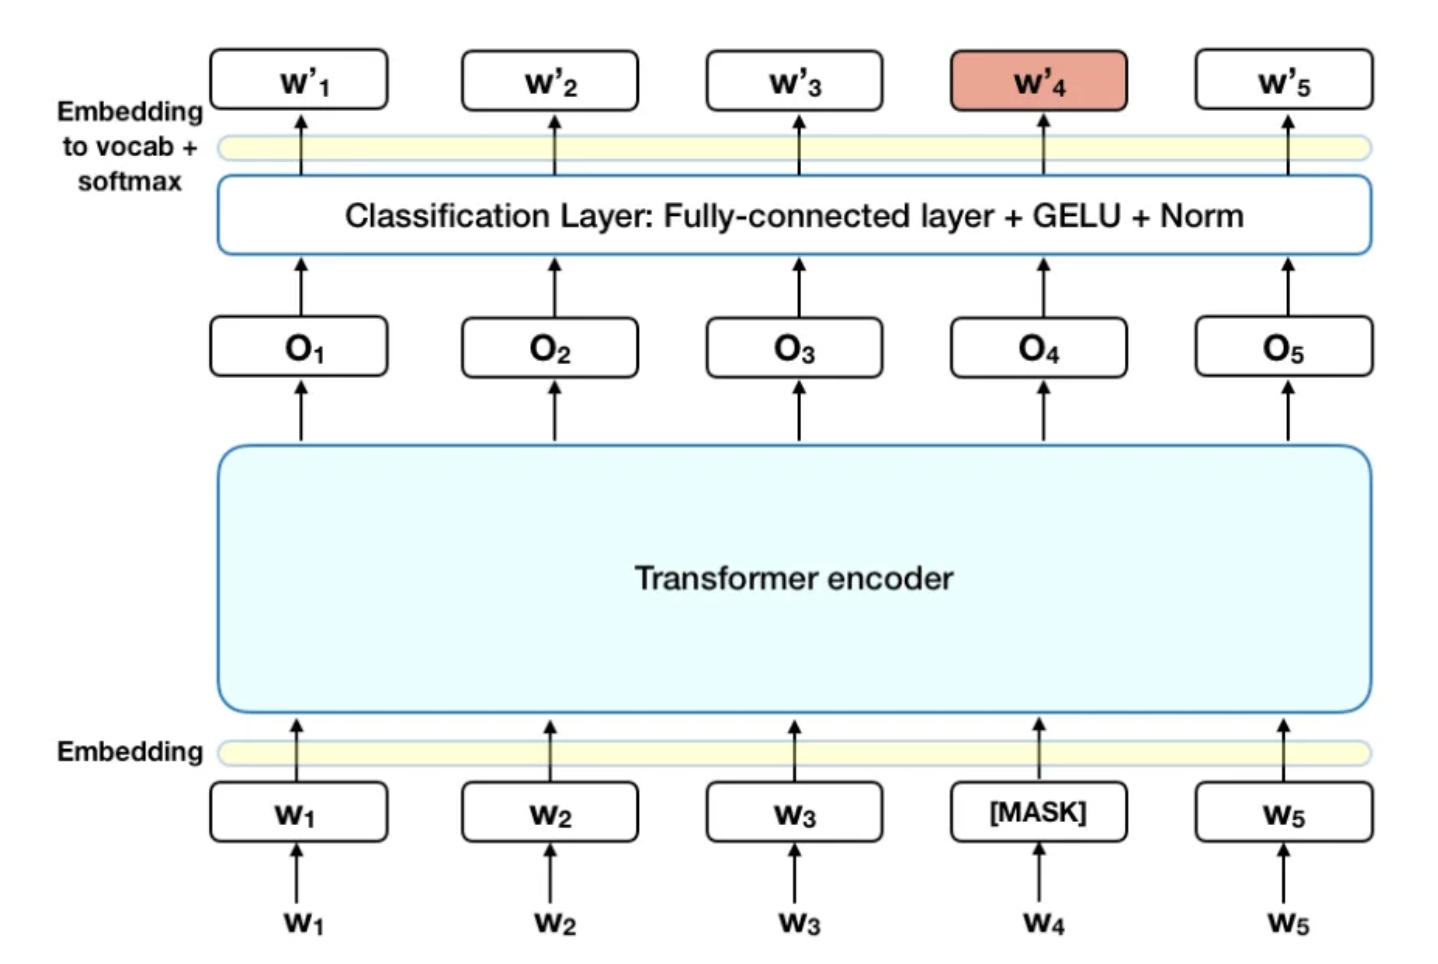 w’1 w’2 w’3 w’4 w’5
Embedding
to vocab +
softmax
Classification Layer: Fully-connected layer + GELU + Norm
O1 O2 O3 O4 O5
Transformer encoder
Embedding
w1 w2 w3 [MASK] w5
w1 w2 w3 w4 w5